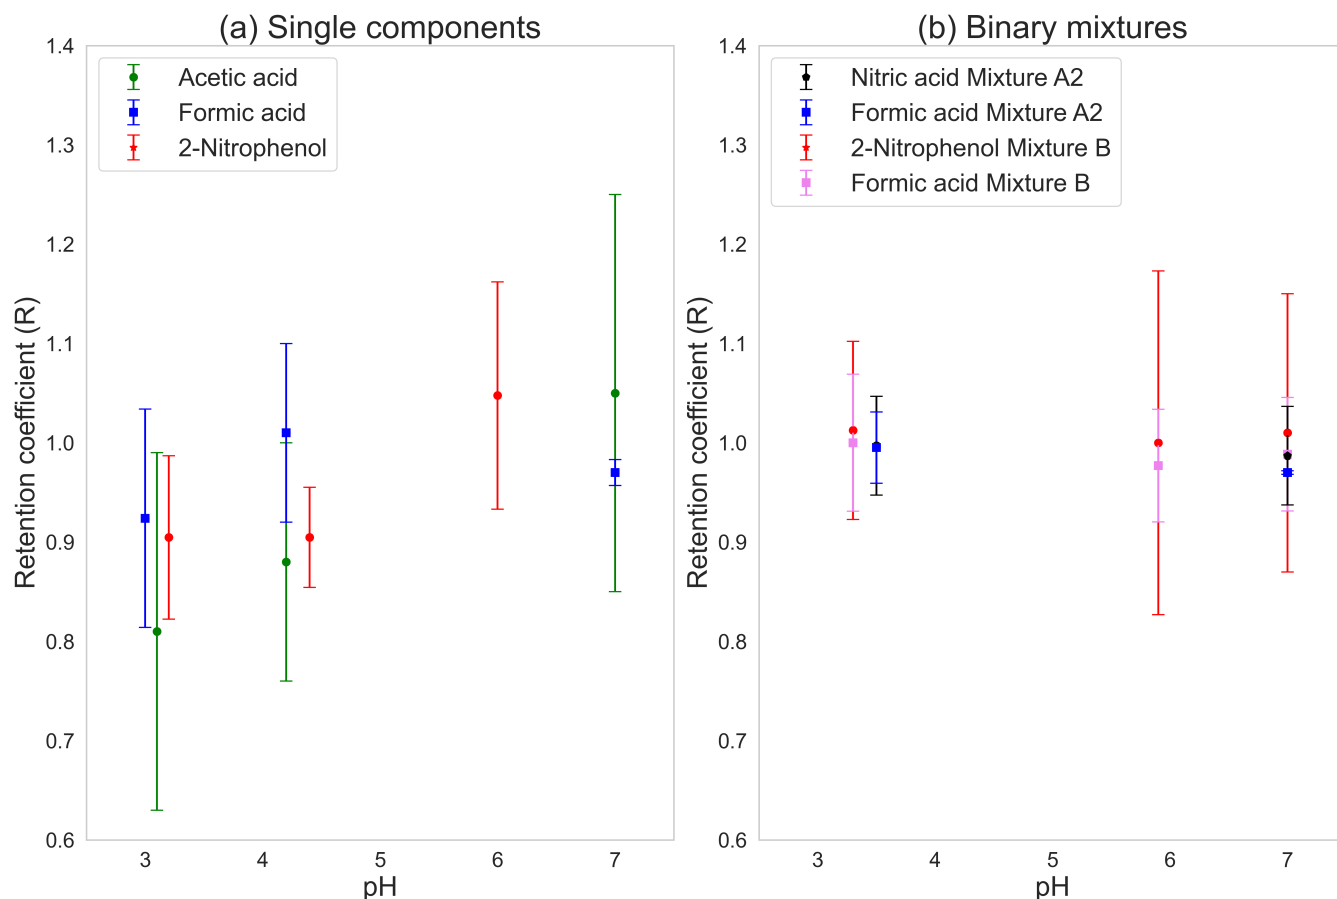 (a) Single components
1.4
1.3
1.2
1.1
1.0
0.9
0.8
0.7
0.6
Retention coefficient (R)
Acetic acid
Formic acid
2-Nitrophenol
3 4 5 6 7
pH
(b) Binary mixtures
1.4
1.3
1.2
1.1
1.0
0.9
0.8
0.7
0.6
Retention coefficient (R)
Nitric acid Mixture A2
Formic acid Mixture A2
2-Nitrophenol Mixture B
Formic acid Mixture B
3 4 5 6 7
pH